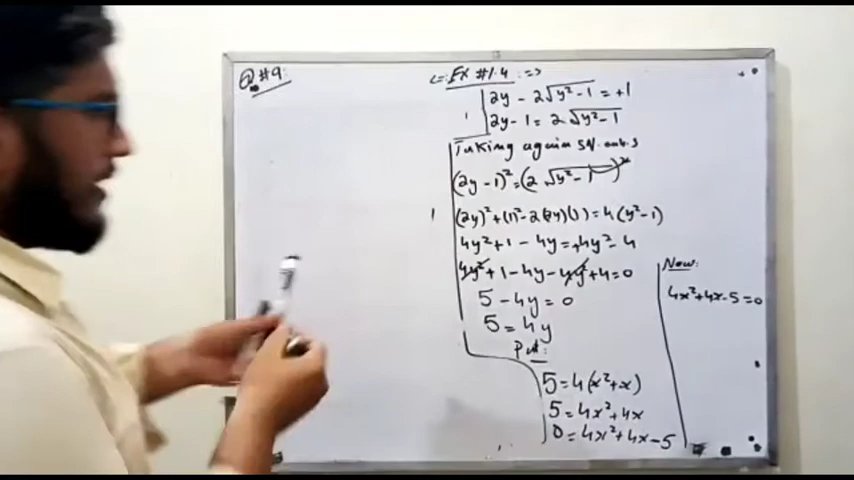 Q #9
Ex #1.4 =>
2y - 2√y² - 1 = +1
2y - 1 = 2√y² - 1
Taking again sq. on b.s
(2y - 1)² = (2√y² - 1)²
(2y)² + (1)² - 2(2y)(1) = 4(y² - 1)
4y² + 1 - 4y = 4y² - 4
4y² + 1 - 4y - 4y² + 4 = 0
5 - 4y = 0
5 = 4y
Put:
5 = 4(x² + x)
5 = 4x² + 4x
0 = 4x² + 4x - 5
Now:
4x² + 4x - 5 = 0